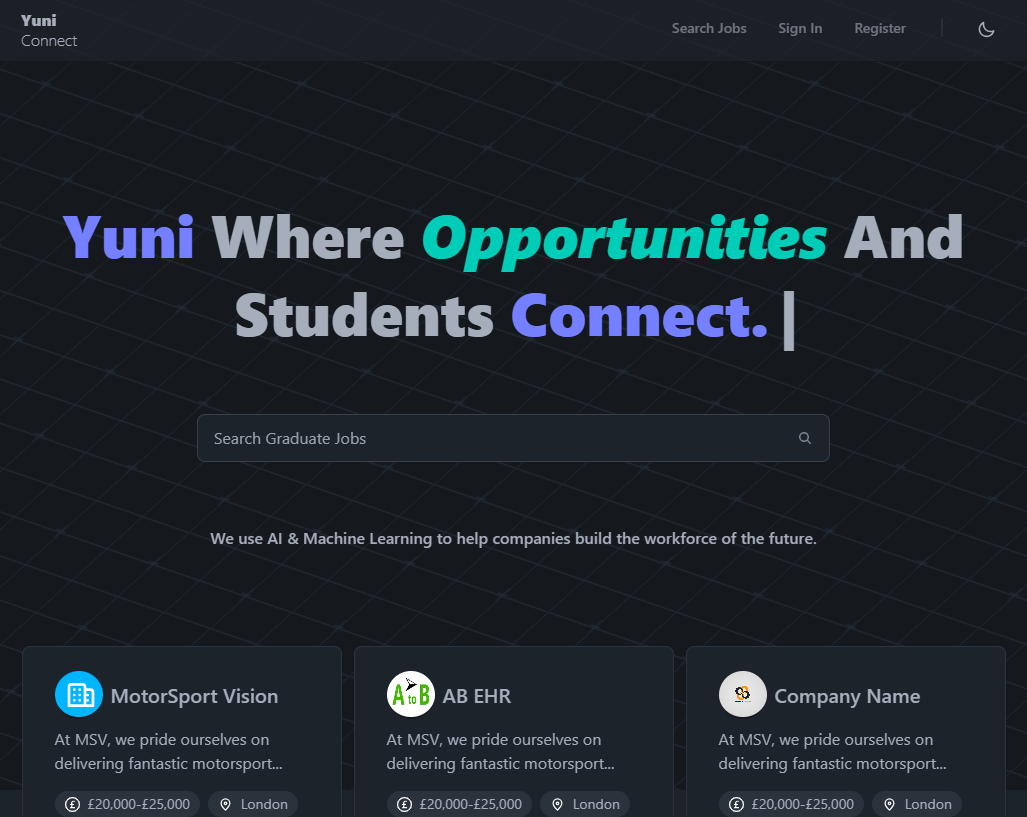 Yuni
Connect
Search Jobs
Sign In
Register
Yuni Where Opportunities And
Students Connect. |
Search Graduate Jobs
We use AI & Machine Learning to help companies build the workforce of the future.
MotorSport Vision
At MSV, we pride ourselves on
delivering fantastic motorsport...
£20,000-£25,000
London
A to B
AB EHR
At MSV, we pride ourselves on
delivering fantastic motorsport...
£20,000-£25,000
London
Company Name
At MSV, we pride ourselves on
delivering fantastic motorsport...
£20,000-£25,000
London